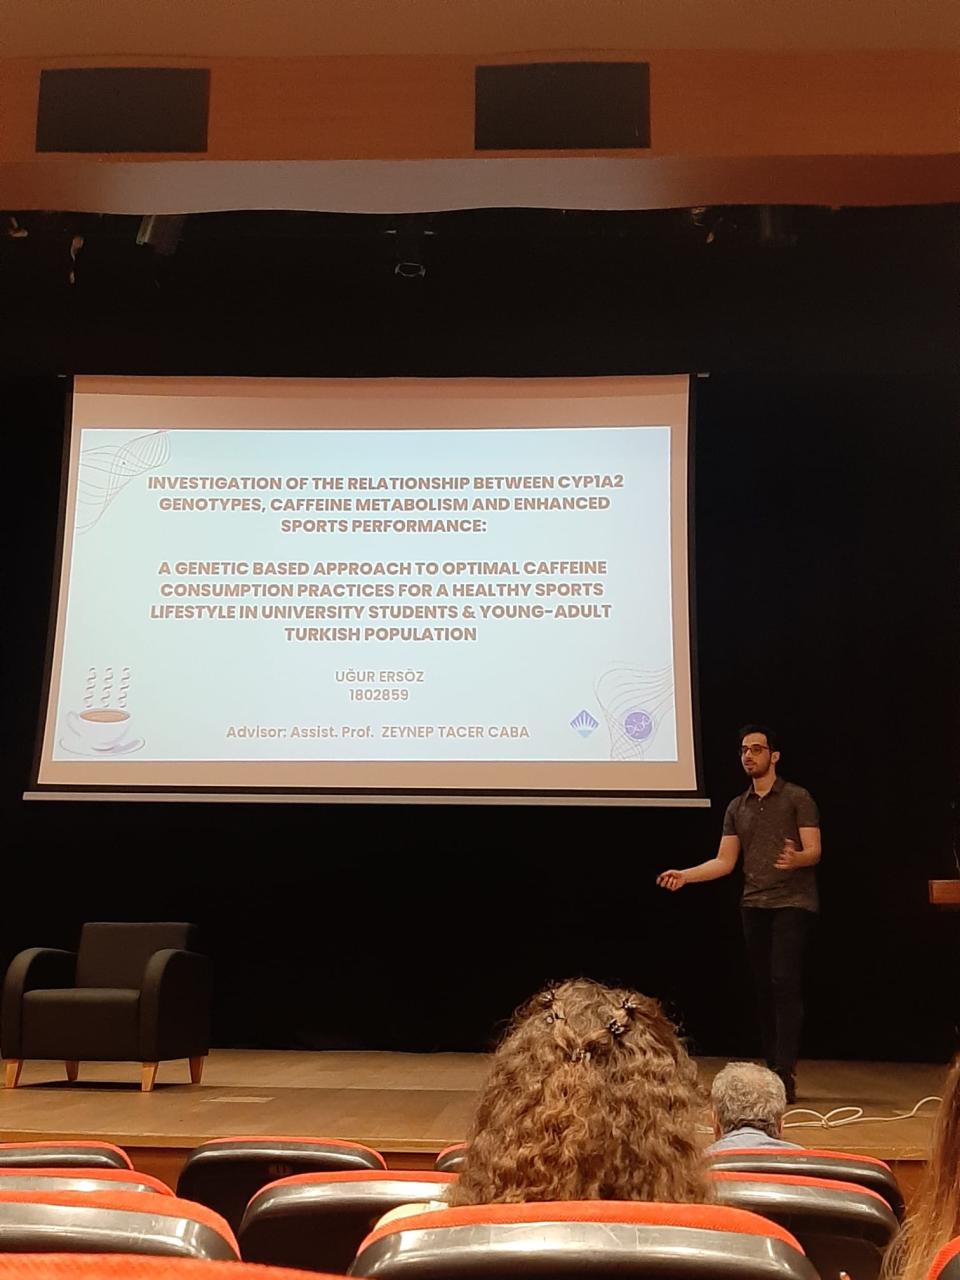 INVESTIGATION OF THE RELATIONSHIP BETWEEN CYP1A2
GENOTYPES, CAFFEINE METABOLISM AND ENHANCED
SPORTS PERFORMANCE:
A GENETIC BASED APPROACH TO OPTIMAL CAFFEINE
CONSUMPTION PRACTICES FOR A HEALTHY SPORTS
LIFESTYLE IN UNIVERSITY STUDENTS & YOUNG-ADULT
TURKISH POPULATION
UĞUR ERSÖZ
1802859
Advisor: Assist. Prof. ZEYNEP TACER CABA